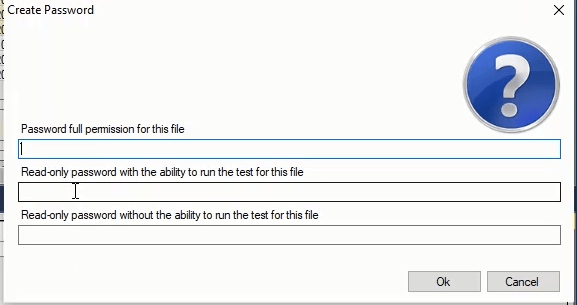 Create Password
Password full permission for this file
Read-only password with the ability to run the test for this file
Read-only password without the ability to run the test for this file
Ok
Cancel